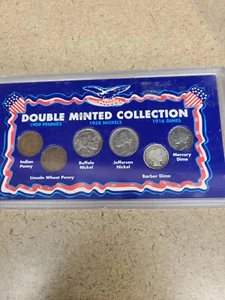 DOUBLE MINTED COLLECTION
1909 PENNIES 1938 NICKELS 1916 DIMES
Indian Penny
Lincoln Wheat Penny
Buffalo Nickel
Jefferson Nickel
Barber Dime
Mercury Dime